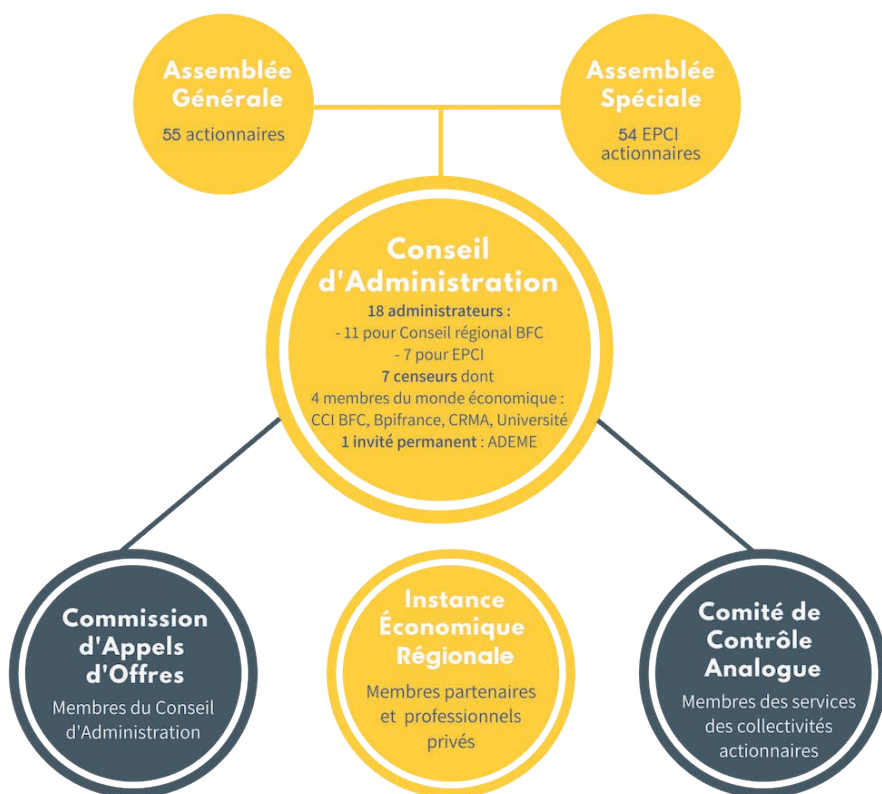 Assemblée
Générale
55 actionnaires
Assemblée
Spéciale
54 EPCI
actionnaires
Conseil
d'Administration
18 administrateurs :
- 11 pour Conseil régional BFC
- 7 pour EPCI
7 censeurs dont
4 membres du monde économique :
CCI BFC, Bpifrance, CRMA, Université
1 invité permanent : ADEME
Commission
d'Appels
d'Offres
Membres du Conseil
d'Administration
Instance
Économique
Régionale
Membres partenaires
et professionnels
privés
Comité de
Contrôle
Analogue
Membres des services
des collectivités
actionnaires